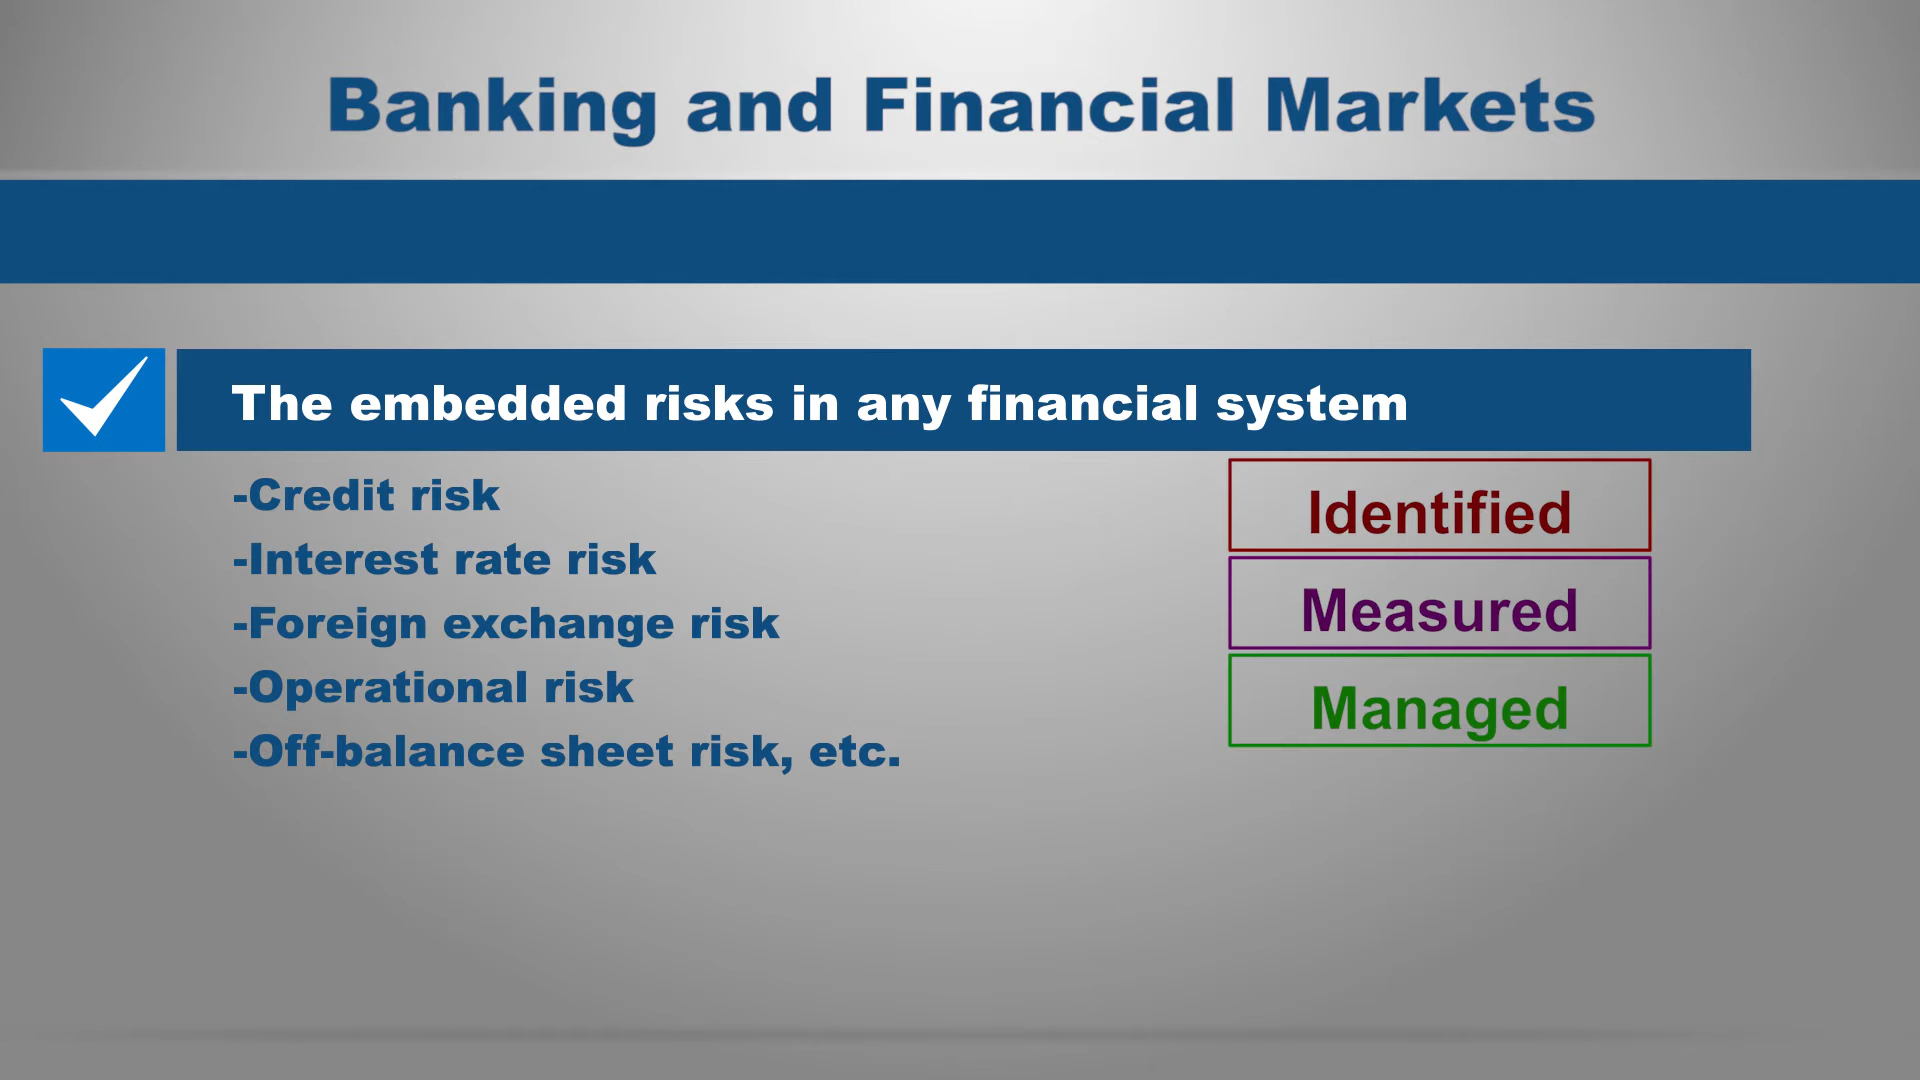 Banking and Financial Markets
The embedded risks in any financial system
-Credit risk
-Interest rate risk
-Foreign exchange risk
-Operational risk
-Off-balance sheet risk, etc.
Identified
Measured
Managed